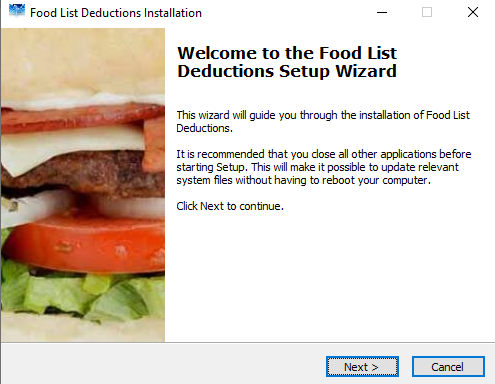 Food List Deductions Installation
Welcome to the Food List
Deductions Setup Wizard
This wizard will guide you through the installation of Food List
Deductions.
It is recommended that you close all other applications before
starting Setup. This will make it possible to update relevant
system files without having to reboot your computer.
Click Next to continue.
Next >
Cancel